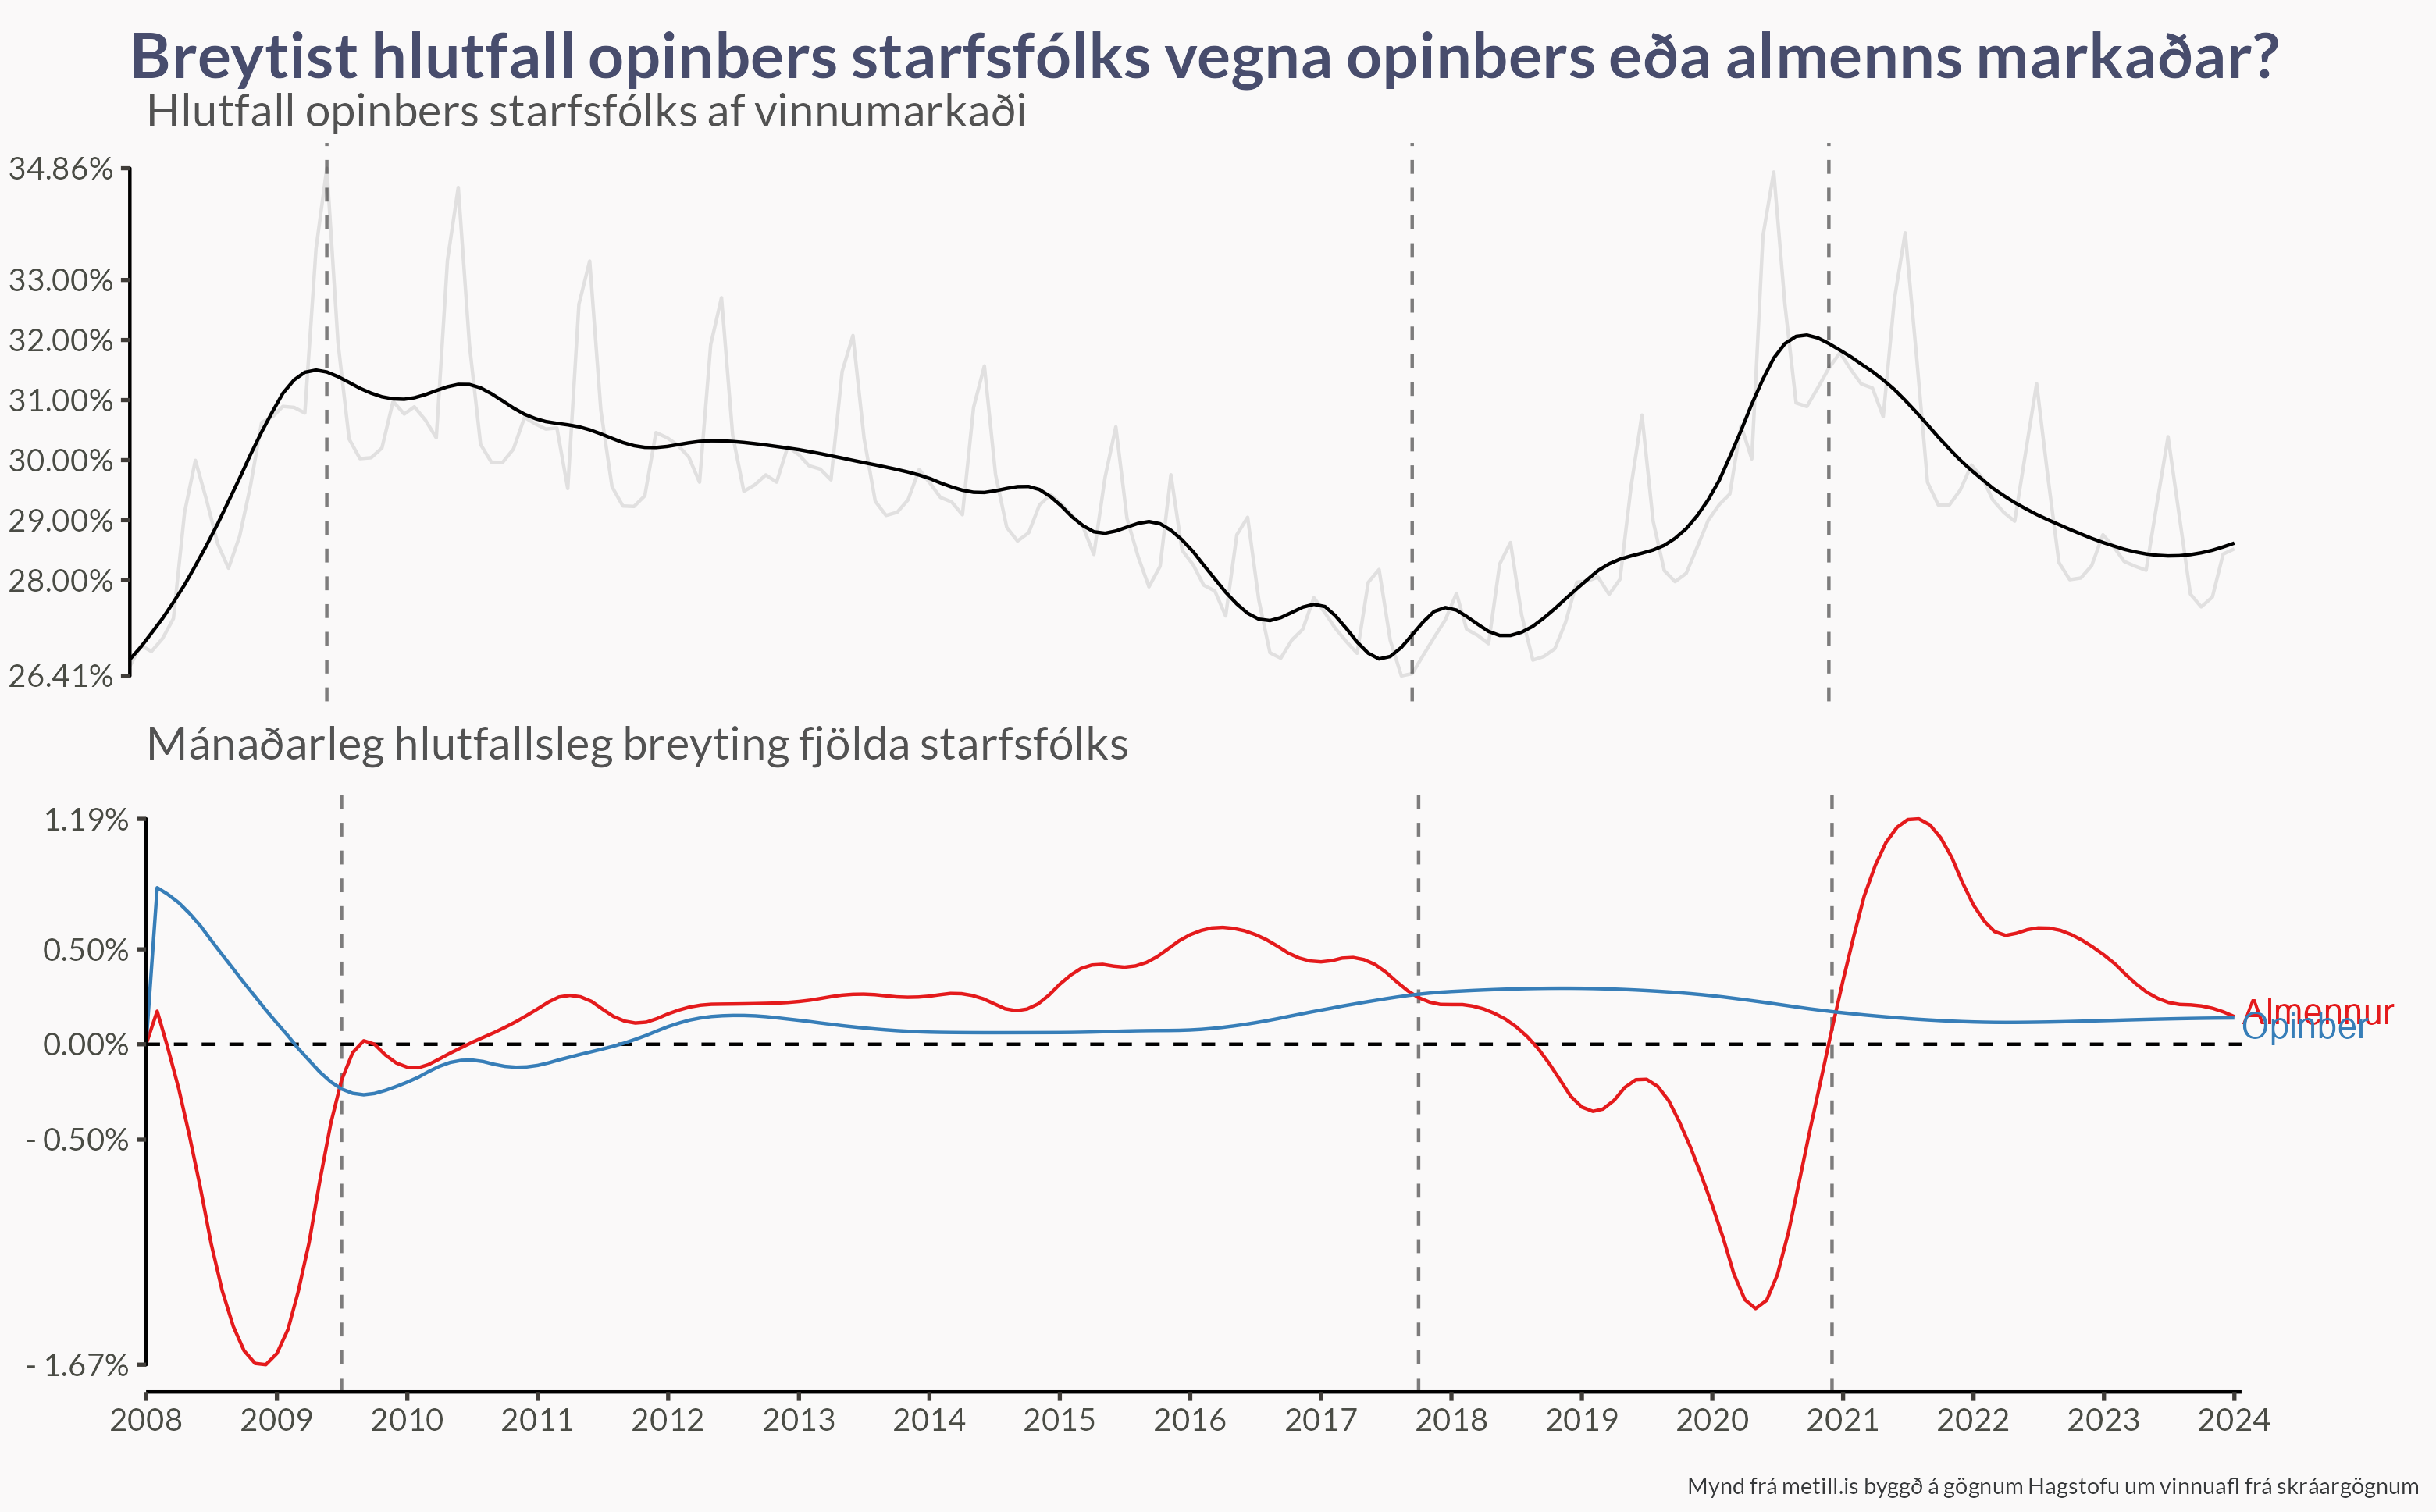 Breytist hlutfall opinbers starfsfólks vegna opinbers eða almenns markaðar?
Hlutfall opinbers starfsfólks af vinnumarkaði
34.86%
33.00%
32.00%
31.00%
30.00%
29.00%
28.00%
26.41%
Mánaðarleg hlutfallsleg breyting fjölda starfsfólks
1.19%
0.50%
0.00%
- 0.50%
- 1.67%
Almennur
Opinber
2008 2009 2010 2011 2012 2013 2014 2015 2016 2017 2018 2019 2020 2021 2022 2023 2024
Mynd frá metill.is byggð á gögnum Hagstofu um vinnuafl frá skráargögnum